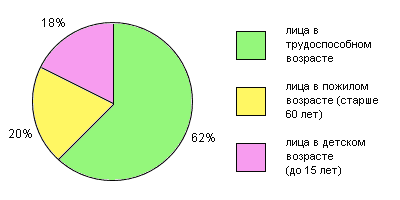 18%
20%
62%
лица в
трудоспособном
возрасте
лица в пожилом
возрасте (старше
60 лет)
лица в детском
возрасте
(до 15 лет)